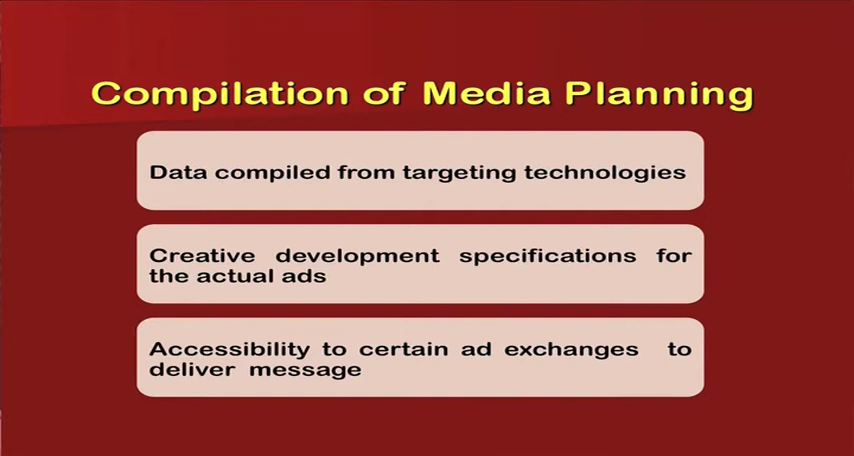 Compilation of Media Planning
Data compiled from targeting technologies
Creative development specifications for
the actual ads
Accessibility to certain ad exchanges to
deliver message